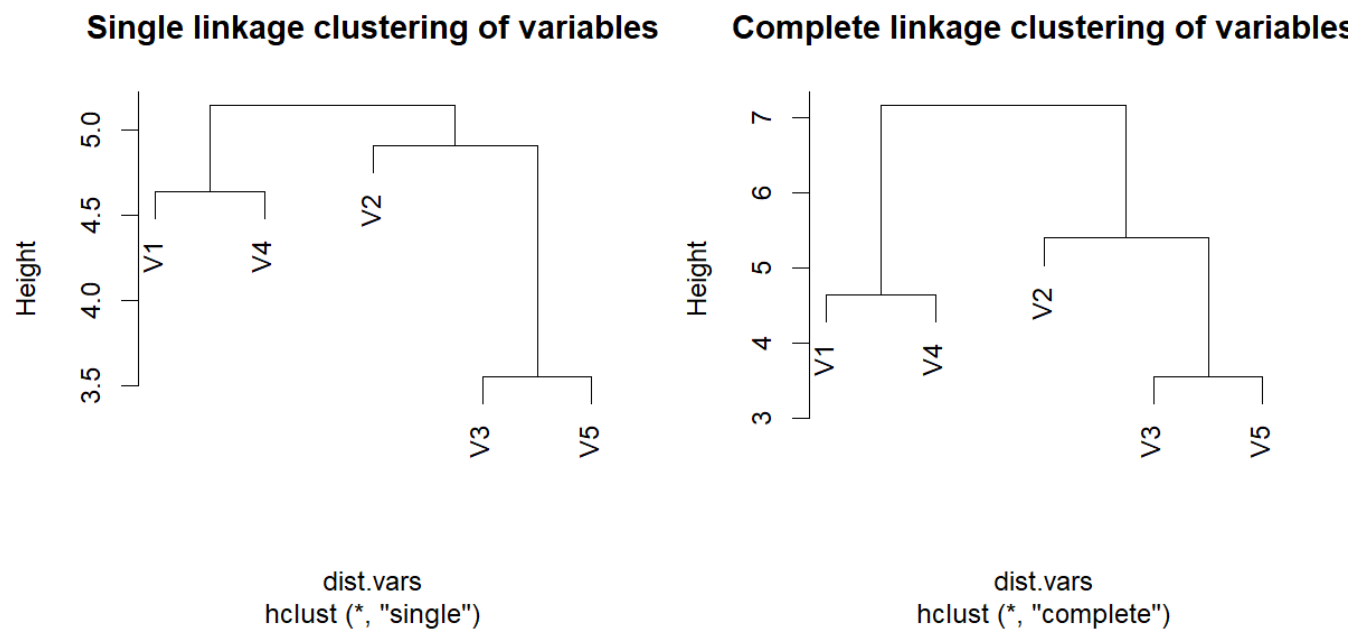 Single linkage clustering of variables
Height
5.0
4.5
4.0
3.5
V1
V4
V2
V3
V5
dist.vars
hclust (*, "single")
Complete linkage clustering of variables
Height
7
6
5
4
3
V1
V4
V2
V3
V5
dist.vars
hclust (*, "complete")